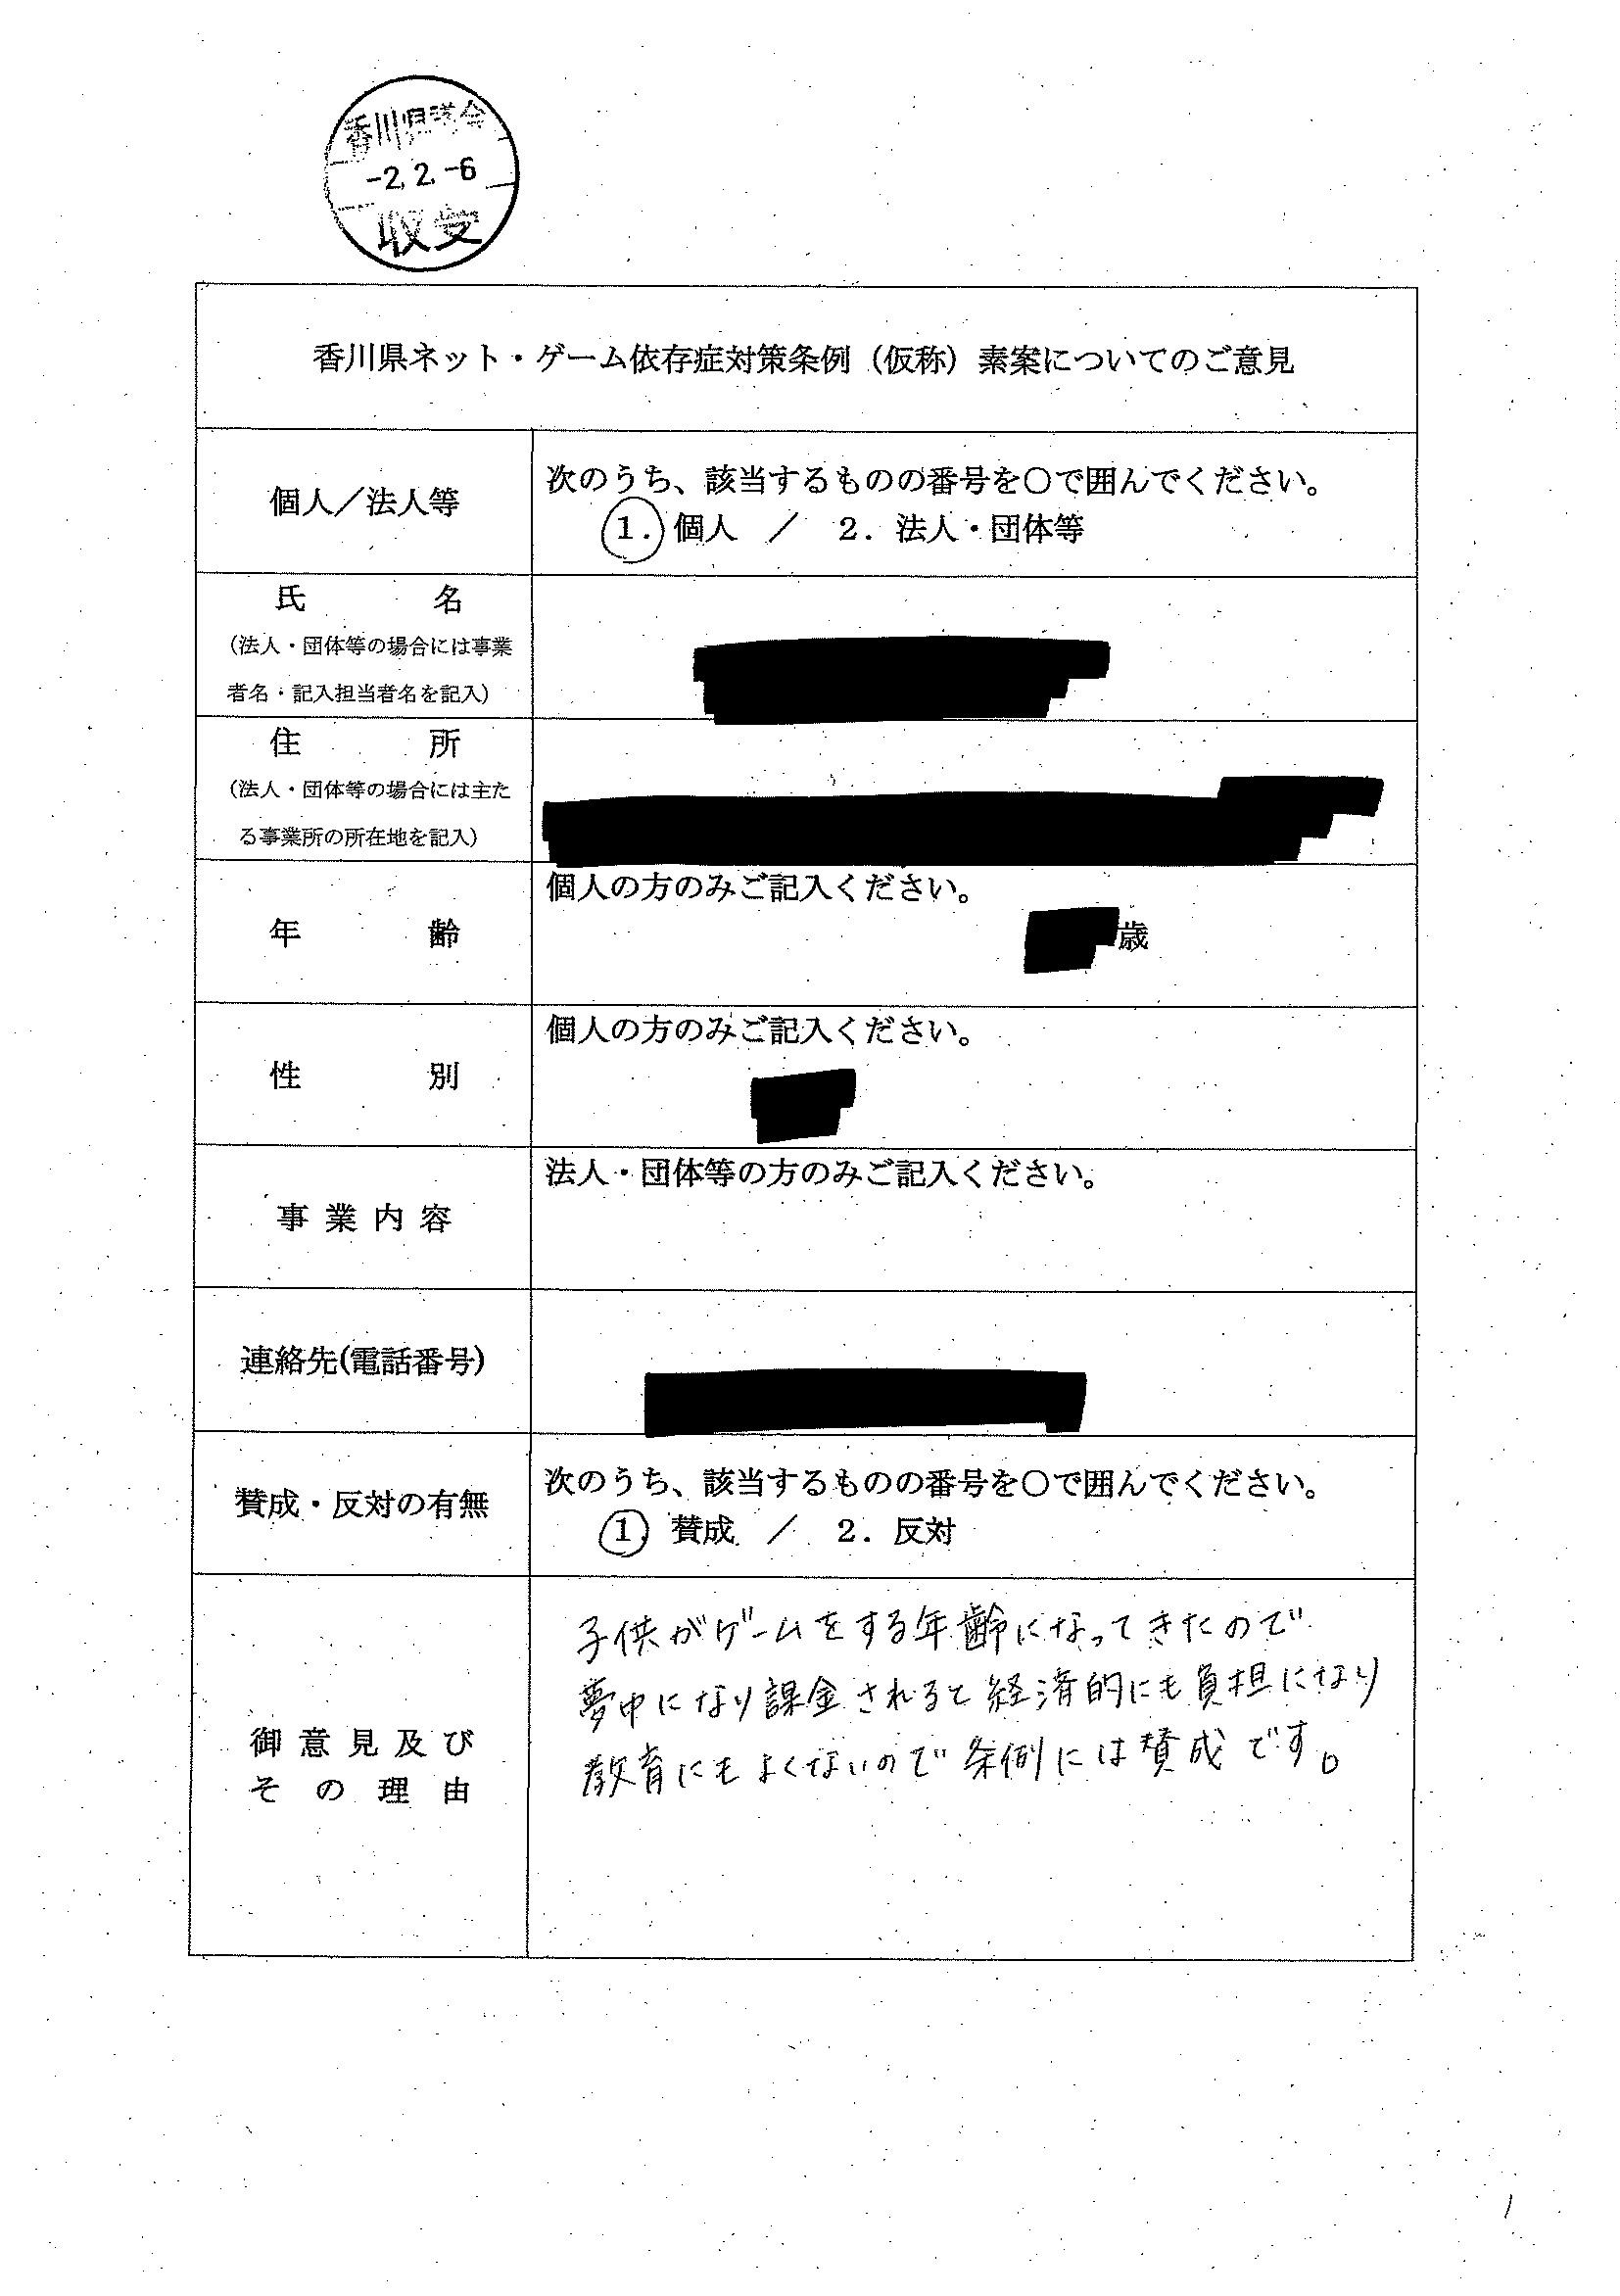 香川県議会
-2.2.-6
収受
香川県ネット・ゲーム依存症対策条例（仮称）素案についてのご意見
個人／法人等
次のうち、該当するものの番号を○で囲んでください。
1. 個人 ／ 2. 法人・団体等
氏名
（法人・団体等の場合には事業
者名・記入担当者名を記入）
住所
（法人・団体等の場合には主た
る事業所の所在地を記入）
年齢
個人の方のみご記入ください。
歳
性別
個人の方のみご記入ください。
事業内容
法人・団体等の方のみご記入ください。
連絡先(電話番号)
賛成・反対の有無
次のうち、該当するものの番号を○で囲んでください。
1 賛成 ／ 2. 反対
御意見及び
その理由
子供がゲームをする年齢になってきたので
夢中になり課金されると経済的にも負担になり
教育にもよくないので条例には賛成です。
1